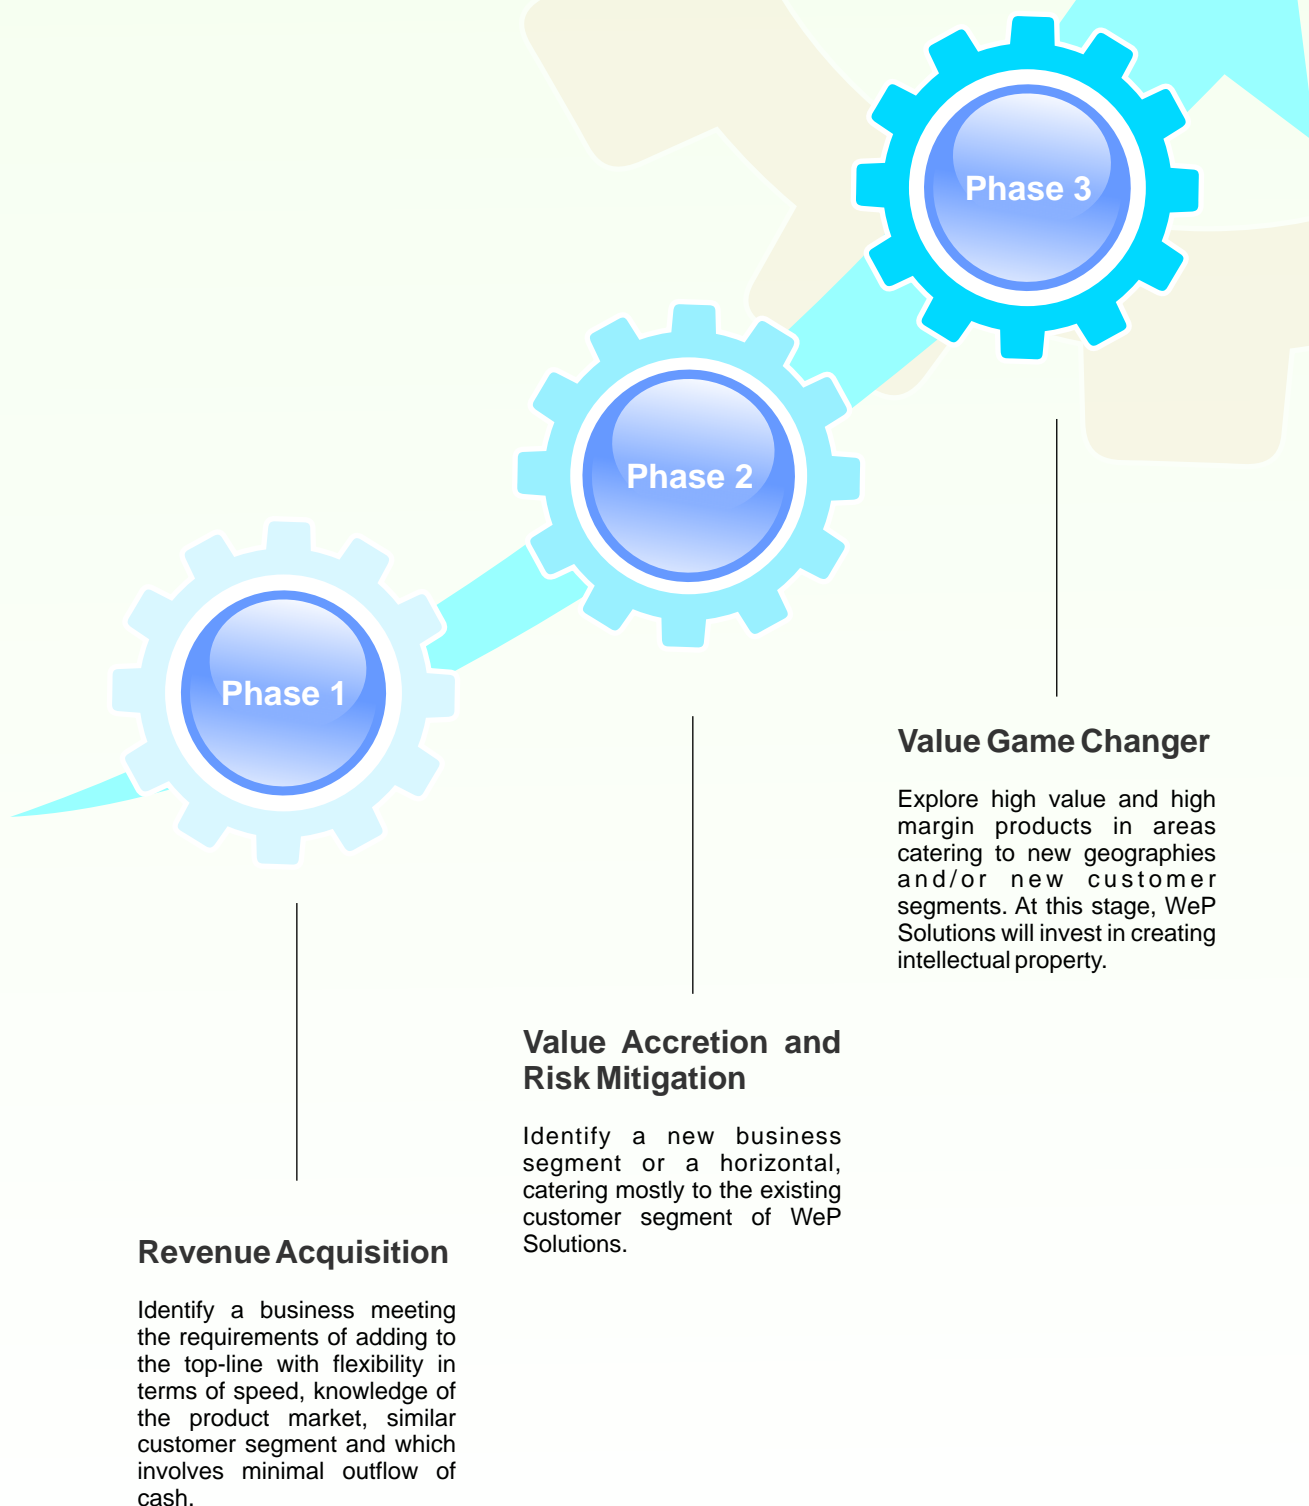 Phase 3
Phase 2
Phase 1
Value Game Changer
Explore high value and high
margin products in areas
catering to new geographies
and/or new customer
segments. At this stage, WeP
Solutions will invest in creating
intellectual property.
Value Accretion and
Risk Mitigation
Identify a new business
segment or a horizontal,
catering mostly to the existing
customer segment of WeP
Solutions.
Revenue Acquisition
Identify a business meeting
the requirements of adding to
the top-line with flexibility in
terms of speed, knowledge of
the product market, similar
customer segment and which
involves minimal outflow of
cash.